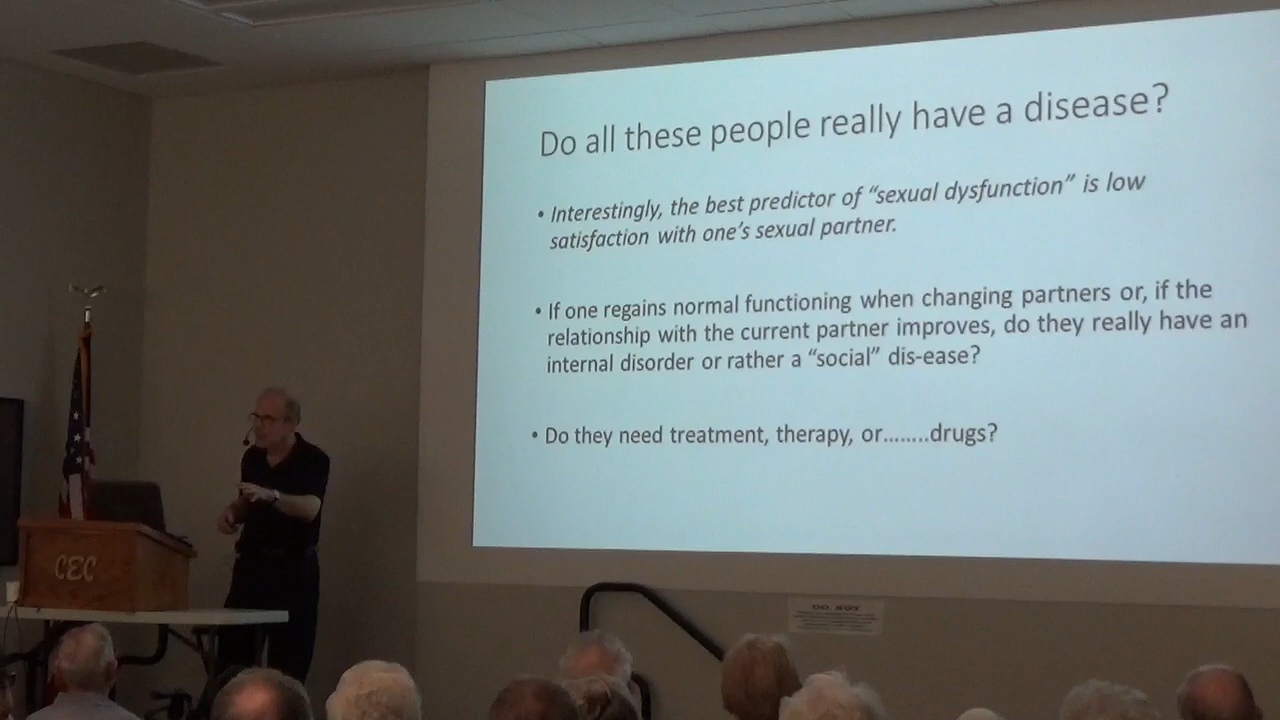 Do all these people really have a disease?
• Interestingly, the best predictor of “sexual dysfunction” is low
satisfaction with one’s sexual partner.
• If one regains normal functioning when changing partners or, if the
relationship with the current partner improves, do they really have an
internal disorder or rather a “social” dis-ease?
• Do they need treatment, therapy, or........drugs?
CEC
DO NOT